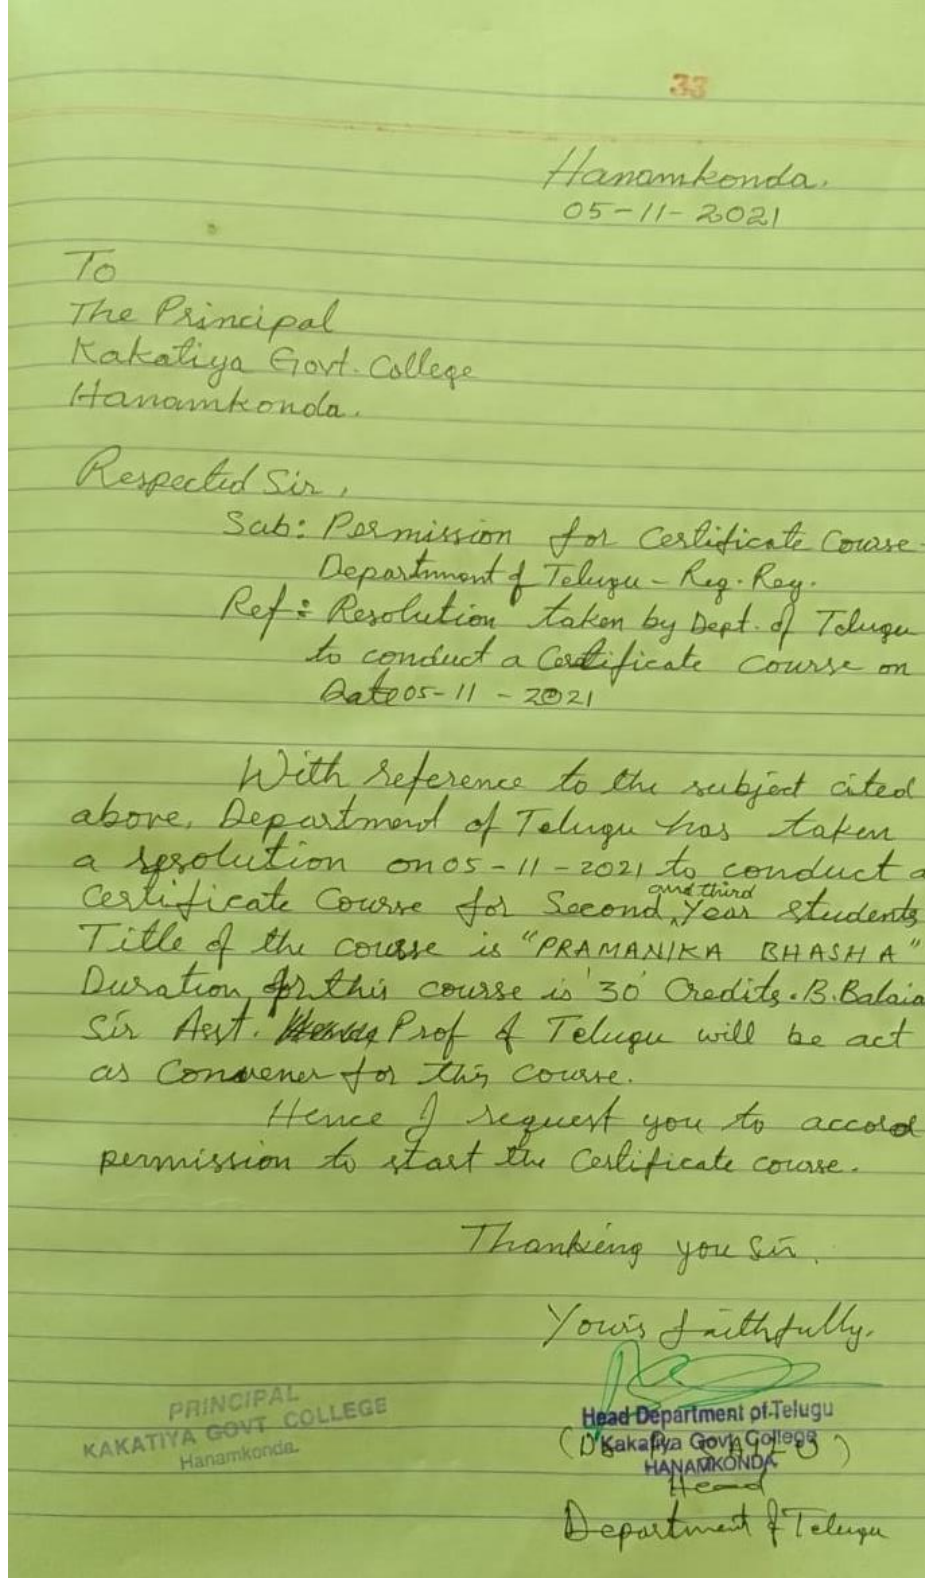 33
Hanamkonda.
05-11-2021
To
The Principal
Kakatiya Govt. College
Hanamkonda.
Respected Sir,
Sub: Permission for Certificate Course-
Department of Telugu - Reg. Reg.
Ref: Resolution taken by Dept. of Telugu
to conduct a Certificate Course on
Date 05-11-2021
With reference to the subject cited
above, Department of Telugu has taken
a resolution on 05-11-2021 to conduct a
Certificate Course for Second and third Year students
Title of the course is "PRAMANIKA BHASHA"
Duration for this course is '30' Credits. B. Balaia
Sir Asst. Prof of Telugu will be act
as Convener for this course.
Hence I request you to accord
permission to start the Certificate course.
Thanking you Sir.
Yours faithfully.
PRINCIPAL
KAKATIYA GOVT COLLEGE
Hanamkonda.
Head Department of Telugu
Kakatiya Govt College
HANAMKONDA
Head
Department of Telugu